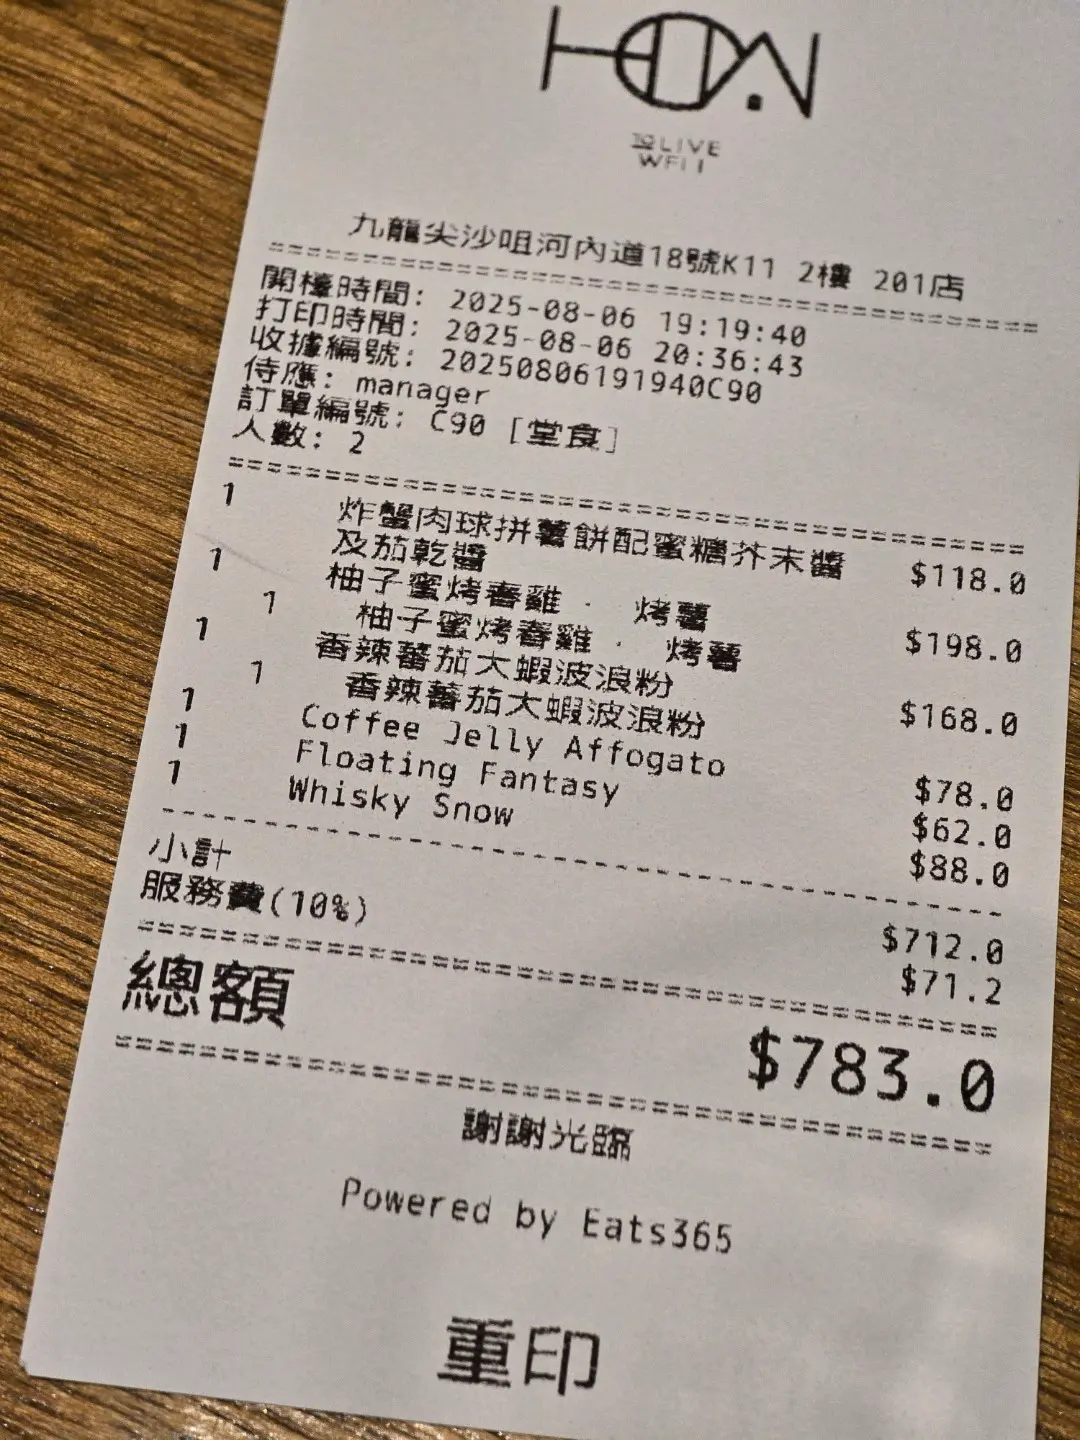 HON
TO LIVE
WELL
九龍尖沙咀河內道18號K11 2樓 201店
開檯時間: 2025-08-06 19:19:40
打印時間: 2025-08-06 20:36:43
收據編號: 20250806191940C90
侍應: manager
訂單編號: C90 [堂食]
人數: 2
1 炸蟹肉球拼薯餅配蜜糖芥末醬
及茄乾醬 $118.0
1 柚子蜜烤春雞 · 烤薯 $198.0
1 柚子蜜烤春雞 · 烤薯
1 香辣蕃茄大蝦波浪粉 $168.0
1 香辣蕃茄大蝦波浪粉
1 Coffee Jelly Affogato $78.0
1 Floating Fantasy $62.0
1 Whisky Snow $88.0
小計 $712.0
服務費(10%) $71.2
總額 $783.0
謝謝光臨
Powered by Eats365
重印